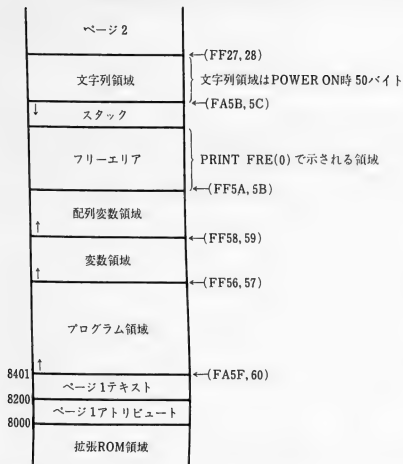 ページ2
←(FF27, 28)
文字列領域
文字列領域はPOWER ON時 50バイト
←(FA5B, 5C)
↓ スタック
フリーエリア
PRINT FRE(0) で示される領域
←(FF5A, 5B)
配列変数領域
↑
←(FF58, 59)
変数領域
↑
←(FF56, 57)
プログラム領域
↑
8401
←(FA5F, 60)
ページ1テキスト
8200
ページ1アトリビュート
8000
拡張ROM領域